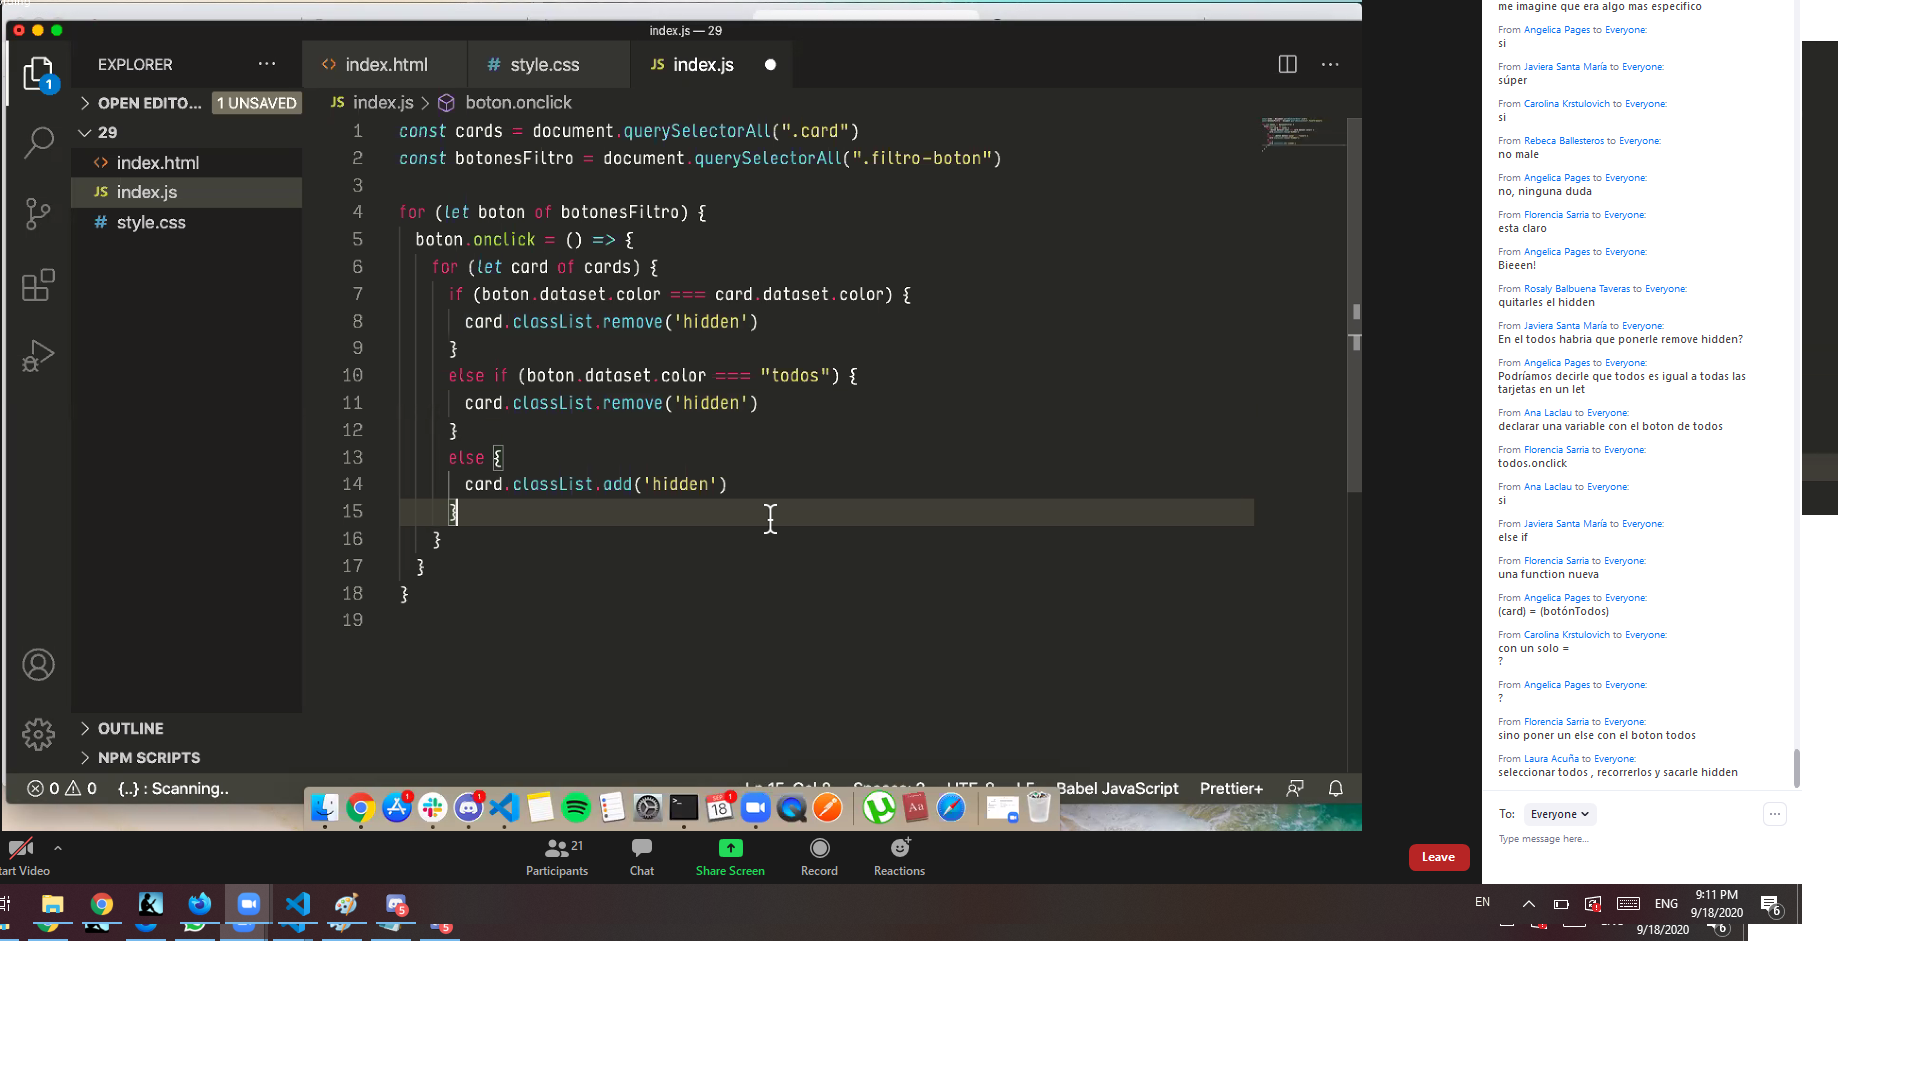 index.js — 29
EXPLORER
index.html
style.css
index.js
OPEN EDITO... 1 UNSAVED
index.js > boton.onclick
29
index.html
index.js
style.css
1 const cards = document.querySelectorAll(".card")
2 const botonesFiltro = document.querySelectorAll(".filtro-boton")
3
4 for (let boton of botonesFiltro) {
5 boton.onclick = () => {
6 for (let card of cards) {
7 if (boton.dataset.color === card.dataset.color) {
8 card.classList.remove('hidden')
9 }
10 else if (boton.dataset.color === "todos") {
11 card.classList.remove('hidden')
12 }
13 else {
14 card.classList.add('hidden')
15 }
16 }
17 }
18 }
19
OUTLINE
NPM SCRIPTS
0 0 {..} : Scanning..
Babel JavaScript Prettier+
me imagine que era algo mas especifico
From Angelica Pages to Everyone:
si
From Javiera Santa María to Everyone:
súper
From Carolina Krstulovich to Everyone:
si
From Rebeca Ballesteros to Everyone:
no male
From Angelica Pages to Everyone:
no, ninguna duda
From Florencia Sarria to Everyone:
esta claro
From Angelica Pages to Everyone:
Bieeen!
From Rosaly Balbuena Taveras to Everyone:
quitarles el hidden
From Javiera Santa María to Everyone:
En el todos habria que ponerle remove hidden?
From Angelica Pages to Everyone:
Podríamos decirle que todos es igual a todas las
tarjetas en un let
From Ana Laclau to Everyone:
declarar una variable con el boton de todos
From Florencia Sarria to Everyone:
todos.onclick
From Ana Laclau to Everyone:
si
From Javiera Santa María to Everyone:
else if
From Florencia Sarria to Everyone:
una function nueva
From Angelica Pages to Everyone:
(card) = (botónTodos)
From Carolina Krstulovich to Everyone:
con un solo =
?
From Angelica Pages to Everyone:
?
From Florencia Sarria to Everyone:
sino poner un else con el boton todos
From Laura Acuña to Everyone:
seleccionar todos , recorrerlos y sacarle hidden
To: Everyone
Type message here...
tart Video
21
Participants
Chat
Share Screen
Record
Reactions
Leave
EN
ENG
9:11 PM
9/18/2020
6
9/18/2020
6